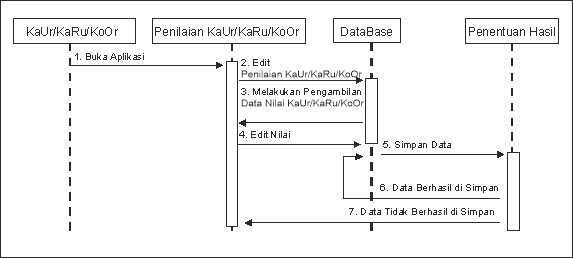 KaUr/KaRu/KoOr
Penilaian KaUr/KaRu/KoOr
DataBase
Penentuan Hasil
1. Buka Aplikasi
2. Edit
Penilaian KaUr/KaRu/KoOr
3. Melakukan Pengambilan
Data Nilai KaUr/KaRu/KoOr
4. Edit Nilai
5. Simpan Data
6. Data Berhasil di Simpan
7. Data Tidak Berhasil di Simpan